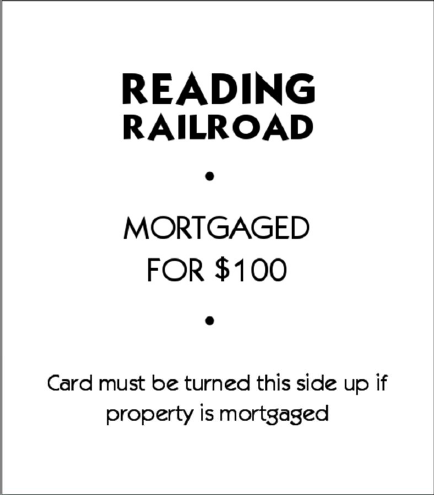 READING
RAILROAD
•
MORTGAGED
FOR $100
•
Card must be turned this side up if
property is mortgaged